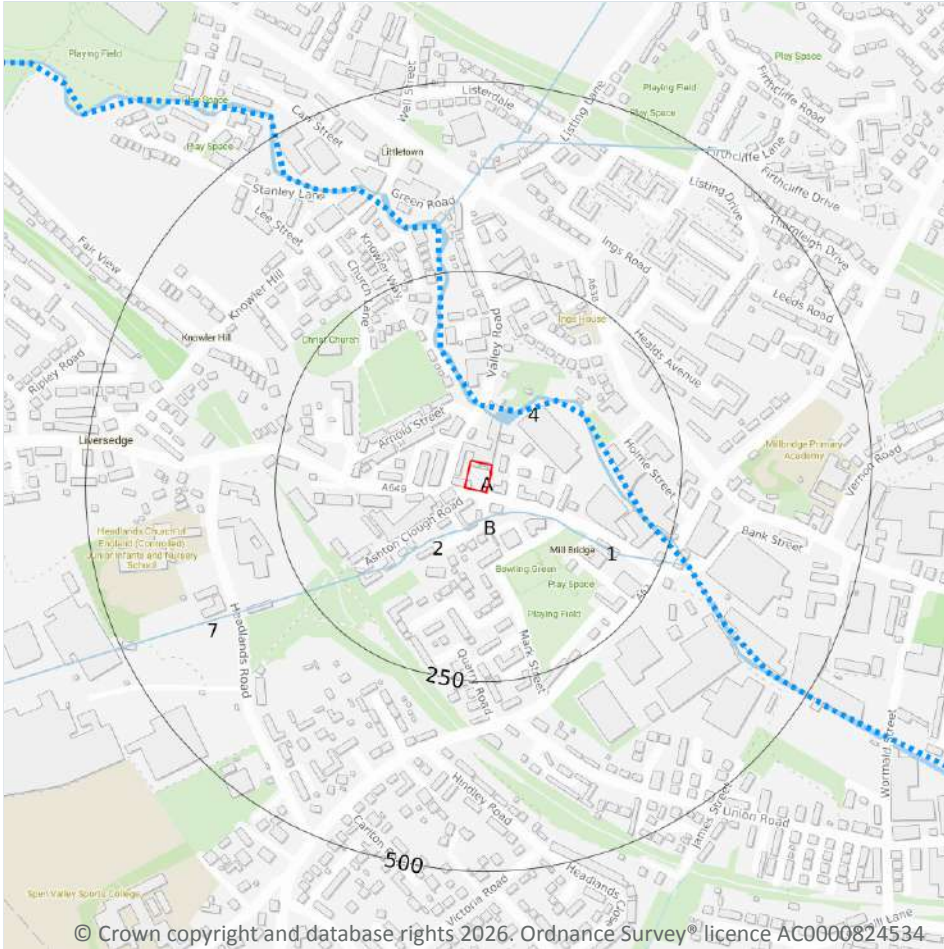 Playing Field
Play Space
Play Space
Carr Street
Well Street
Listerdale
Listing Lane
Playing Field
Play Space
Play Space
Firthcliffe Road
Littletown
Firthcliffe Lane
Stanley Lane
Green Road
Listing Drive
Firthcliffe Drive
Lee Street
Thornleigh Drive
Fair View
Knowler Hill
Knowler Way
Church Lane
Ings Road
A638
Leeds Road
Ripley Road
Knowler Hill
Christ Church
Valley Road
Ings House
Healds Avenue
Liversedge
Arnold Street
4
Holme Street
Millbridge Primary
Academy
Vernon Road
A649
A
Headlands Church of
England (Controlled)
Junior Infants and Nursery
School
Ashton Clough Road
B
2
Mill Bridge
1
Bank Street
Bowling Green
Play Space
Playing Field
7
Headlands Road
Mark Street
250
Wormald Street
Hindley Road
James Street
Union Road
Carlton
500
Victoria Road
Headlands Close
Spen Valley Sports College
© Crown copyright and database rights 2026. Ordnance Survey® licence AC0000824534